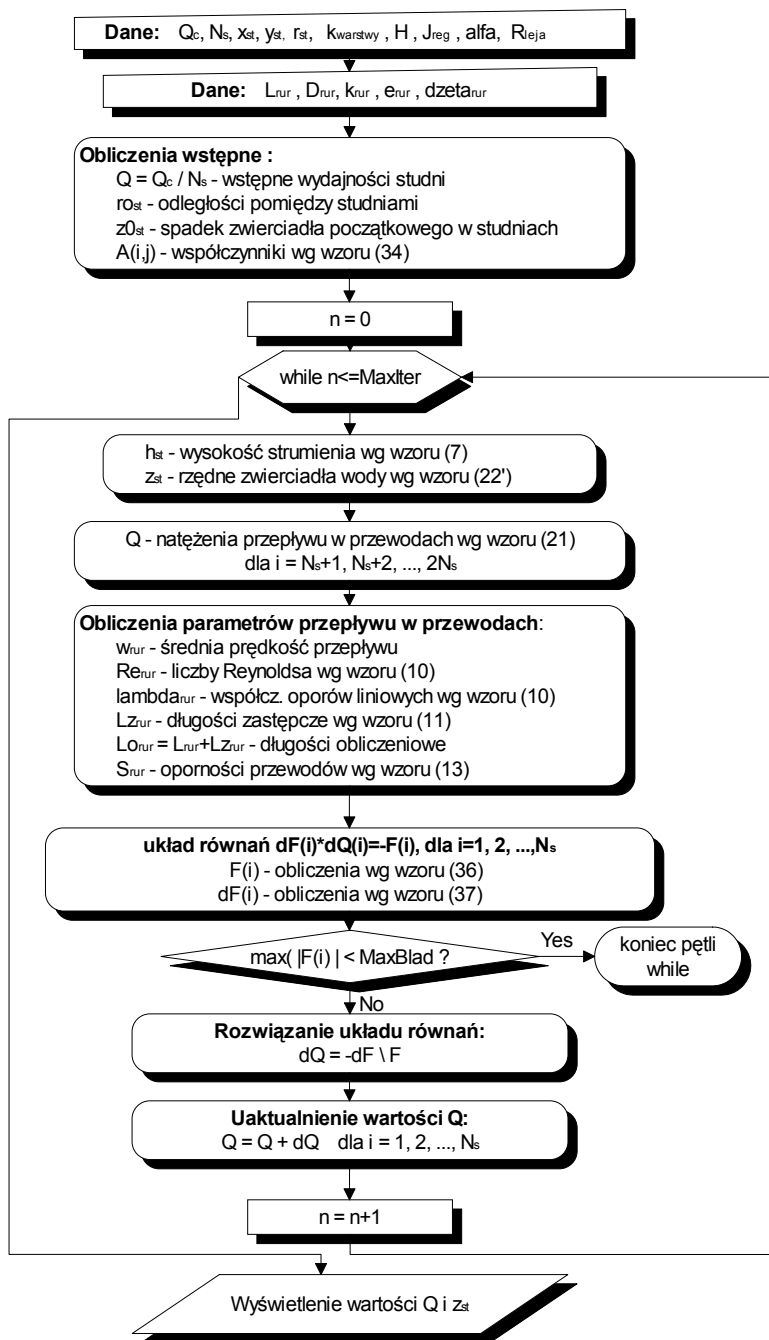 Dane: Qc, Ns, xst, yst, rst, kwarstwy , H , Jreg , alfa, Rleja
Dane: Lrur , Drur, krur , erur , dzetarur
Obliczenia wstępne :
Q = Qc / Ns - wstępne wydajności studni
rost - odległości pomiędzy studniami
z0st - spadek zwierciadła początkowego w studniach
A(i,j) - współczynniki wg wzoru (34)
n = 0
while n<=MaxIter
hst - wysokość strumienia wg wzoru (7)
zst - rzędne zwierciadła wody wg wzoru (22')
Q - natężenia przepływu w przewodach wg wzoru (21)
dla i = Ns+1, Ns+2, ..., 2Ns
Obliczenia parametrów przepływu w przewodach:
wrur - średnia prędkość przepływu
Rerur - liczby Reynoldsa wg wzoru (10)
lambdarur - współcz. oporów liniowych wg wzoru (10)
Lzrur - długości zastępcze wg wzoru (11)
Lorur = Lrur+Lzrur - długości obliczeniowe
Srur - oporności przewodów wg wzoru (13)
układ równań dF(i)*dQ(i)=-F(i), dla i=1, 2, ...,Ns
F(i) - obliczenia wg wzoru (36)
dF(i) - obliczenia wg wzoru (37)
max( |F(i) | < MaxBlad ?
Yes
koniec pętli
while
No
Rozwiązanie układu równań:
dQ = -dF \ F
Uaktualnienie wartości Q:
Q = Q + dQ dla i = 1, 2, ..., Ns
n = n+1
Wyświetlenie wartości Q i zst